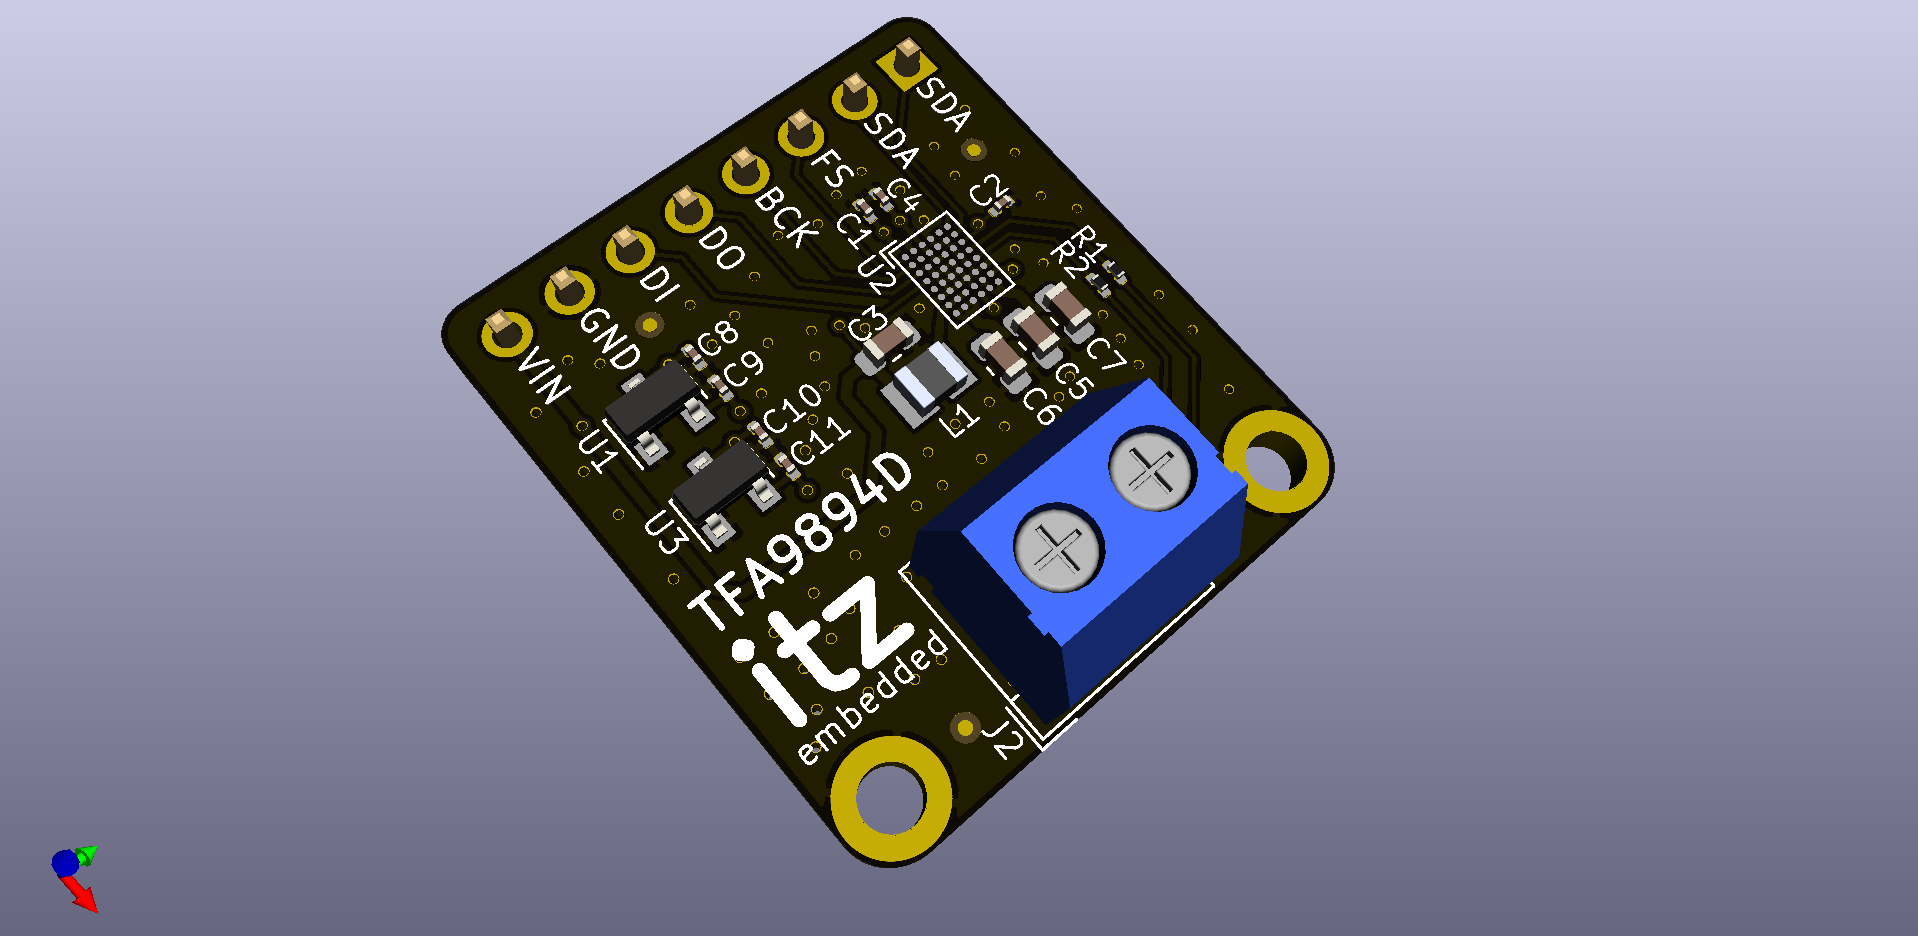 SDA
SDA
FS
BCK
DO
DI
GND
VIN
C4
C1
C2
U2
R1
R2
C3
C7
C5
C6
L1
C8
C9
C10
C11
U1
U3
TFA9894D
itz
embedded
J2